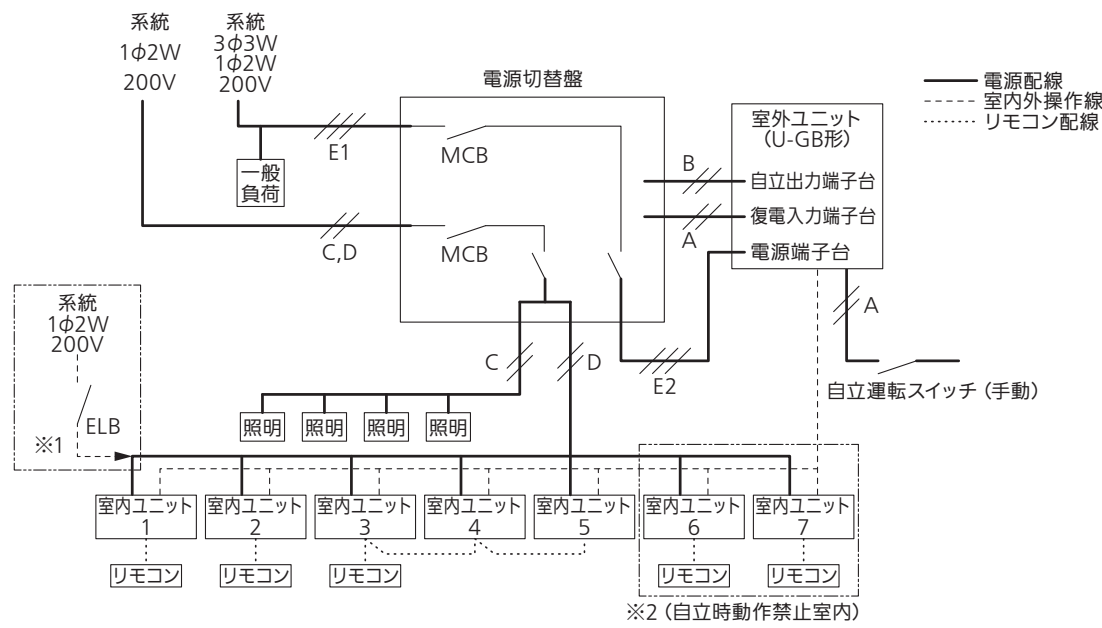 系統
1φ2W
200V
系統
3φ3W
1φ2W
200V
電源切替盤
電源配線
室内外操作線
リモコン配線
室外ユニット
(U-GB形)
自立出力端子台
復電入力端子台
電源端子台
E1
MCB
一般
負荷
B
A
C,D
MCB
A
系統
1φ2W
200V
ELB
※1
C
D
E2
自立運転スイッチ(手動)
照明
照明
照明
照明
室内ユニット
1
室内ユニット
2
室内ユニット
3
室内ユニット
4
室内ユニット
5
室内ユニット
6
室内ユニット
7
リモコン
リモコン
リモコン
リモコン
リモコン
※2(自立時動作禁止室内)